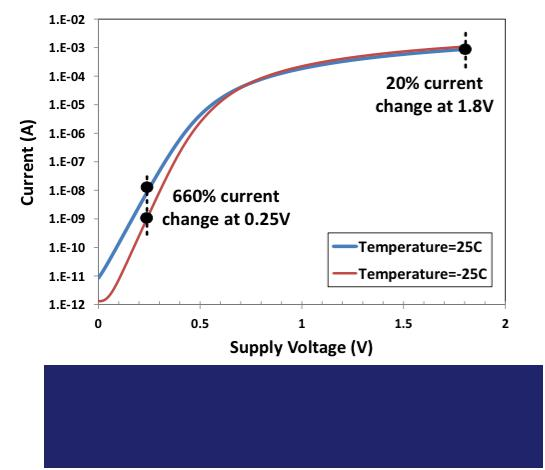 1.E-02
1.E-03
1.E-04
1.E-05
1.E-06
1.E-07
1.E-08
1.E-09
1.E-10
1.E-11
1.E-12
Current (A)
20% current
change at 1.8V
660% current
change at 0.25V
Temperature=25C
Temperature=-25C
0 0.5 1 1.5 2
Supply Voltage (V)